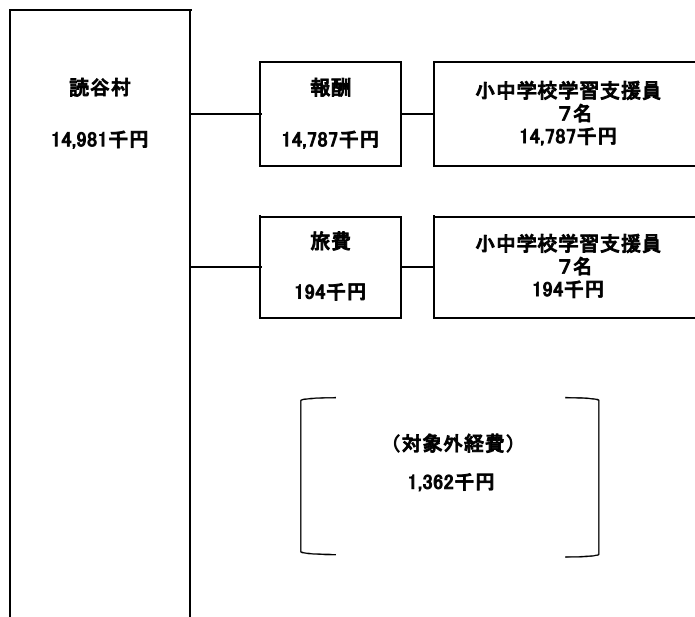 読谷村
14,981千円
報酬
14,787千円
小中学校学習支援員
7名
14,787千円
旅費
194千円
小中学校学習支援員
7名
194千円
（対象外経費）
1,362千円